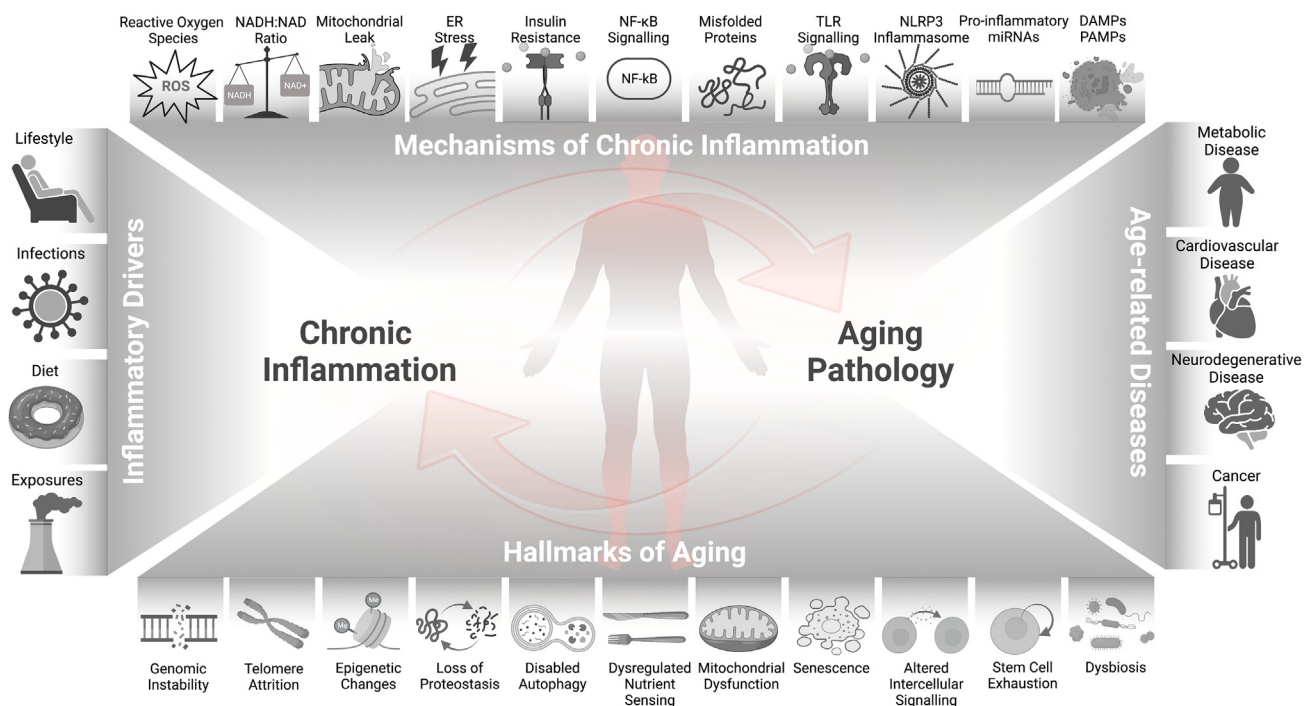 Reactive Oxygen
Species
NADH:NAD
Ratio
Mitochondrial
Leak
ER
Stress
Insulin
Resistance
NF-κB
Signalling
Misfolded
Proteins
TLR
Signalling
NLRP3
Inflammasome
Pro-inflammatory
miRNAs
DAMPs
PAMPs
ROS
NADH
NAD+
NF-kB
Mechanisms of Chronic Inflammation
Lifestyle
Infections
Diet
Exposures
Inflammatory Drivers
Chronic
Inflammation
Aging
Pathology
Age-related Diseases
Metabolic
Disease
Cardiovascular
Disease
Neurodegenerative
Disease
Cancer
Hallmarks of Aging
Me
Me
Genomic
Instability
Telomere
Attrition
Epigenetic
Changes
Loss of
Proteostasis
Disabled
Autophagy
Dysregulated
Nutrient
Sensing
Mitochondrial
Dysfunction
Senescence
Altered
Intercellular
Signalling
Stem Cell
Exhaustion
Dysbiosis